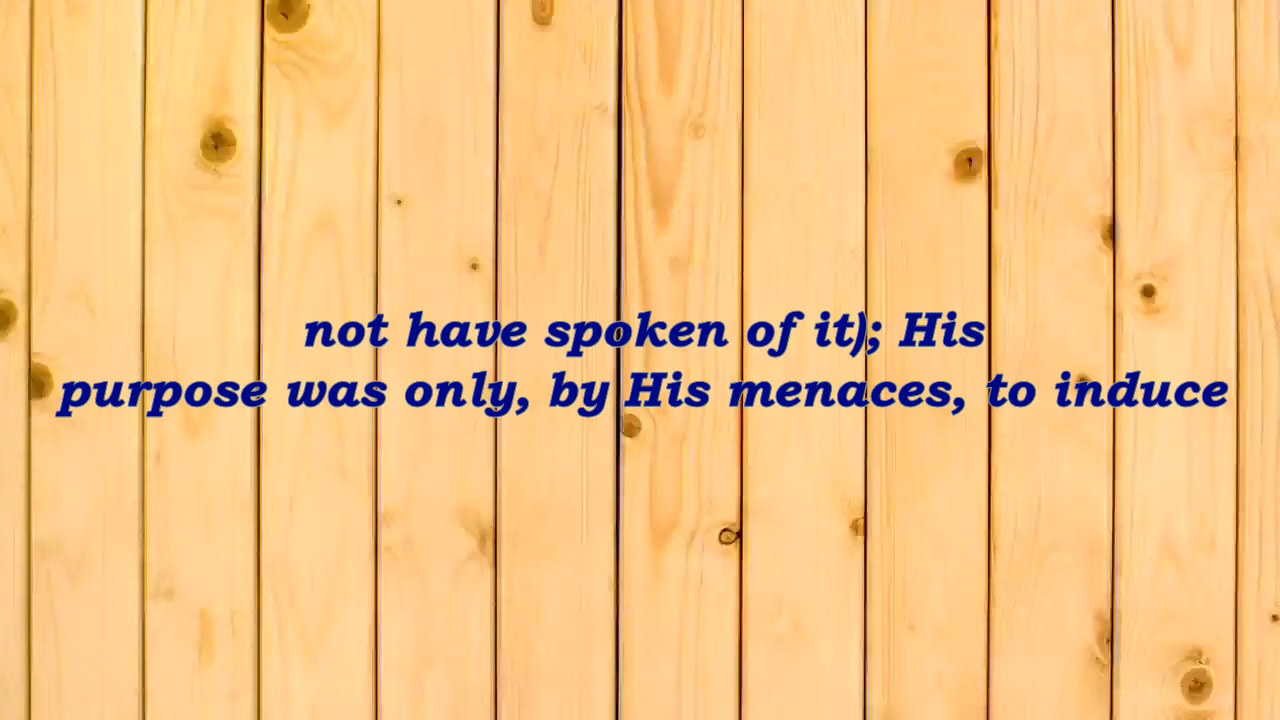 not have spoken of it); His
purpose was only, by His menaces, to induce